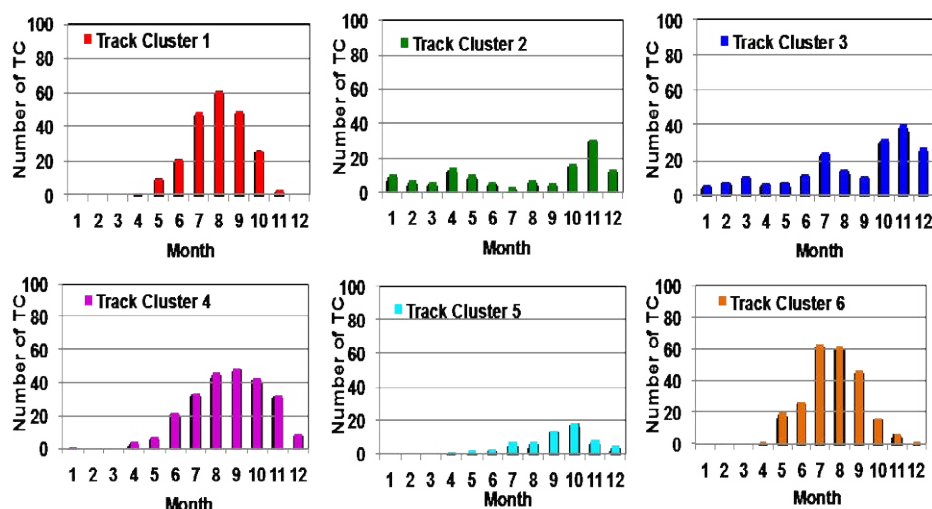 Track Cluster 1
Number of TC
100
80
60
40
20
0
1 2 3 4 5 6 7 8 9 10 11 12
Month
Track Cluster 2
Number of TC
100
80
60
40
20
0
1 2 3 4 5 6 7 8 9 10 11 12
Month
Track Cluster 3
Number of TC
100
80
60
40
20
0
1 2 3 4 5 6 7 8 9 10 11 12
Month
Track Cluster 4
Number of TC
100
80
60
40
20
0
1 2 3 4 5 6 7 8 9 10 11 12
Month
Track Cluster 5
Number of TC
100
80
60
40
20
0
1 2 3 4 5 6 7 8 9 10 11 12
Month
Track Cluster 6
Number of TC
100
80
60
40
20
0
1 2 3 4 5 6 7 8 9 10 11 12
Month